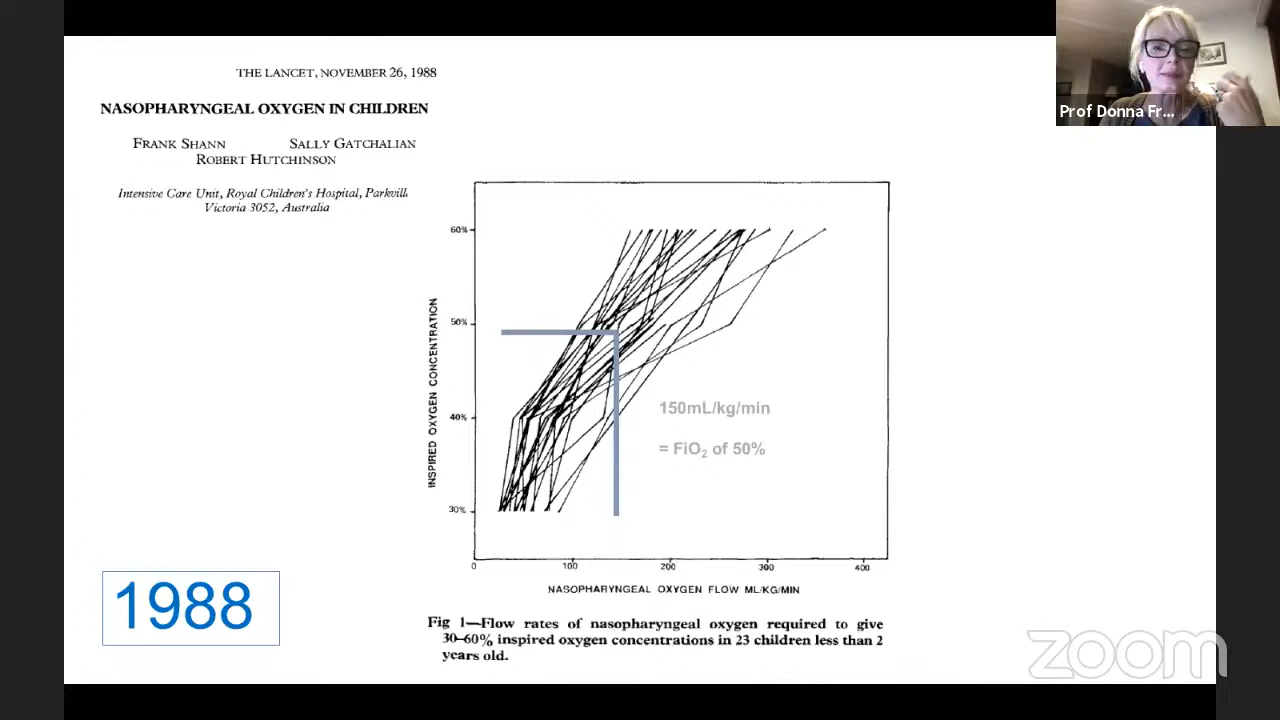 THE LANCET, NOVEMBER 26, 1988
NASOPHARYNGEAL OXYGEN IN CHILDREN
FRANK SHANN SALLY GATCHALIAN
ROBERT HUTCHINSON
Intensive Care Unit, Royal Children's Hospital, Parkvill
Victoria 3052, Australia
Prof Donna Fr...
60%
50%
40%
30%
INSPIRED OXYGEN CONCENTRATION
150mL/kg/min
= FiO₂ of 50%
0 100 200 300 400
NASOPHARYNGEAL OXYGEN FLOW ML/KG/MIN
Fig 1—Flow rates of nasopharyngeal oxygen required to give
30–60% inspired oxygen concentrations in 23 children less than 2
years old.
1988
zoom